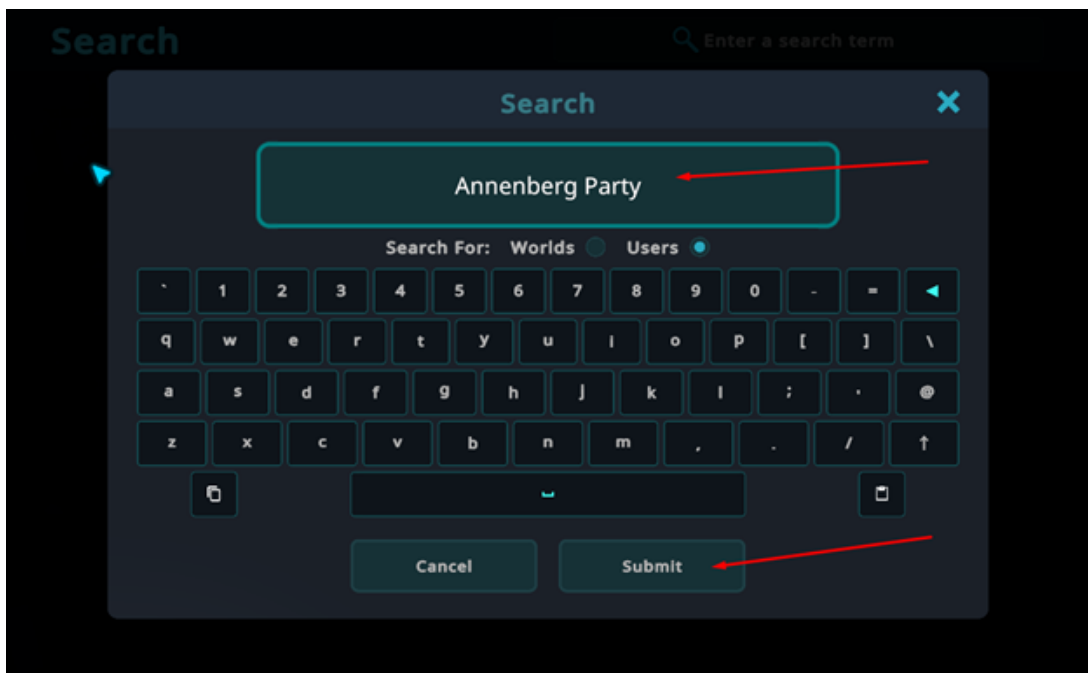 Search
Enter a search term
Search
Annenberg Party
Search For: Worlds Users
` 1 2 3 4 5 6 7 8 9 0 - =
q w e r t y u i o p [ ] \
a s d f g h j k l ; ' @
z x c v b n m , . / ↑
Cancel Submit